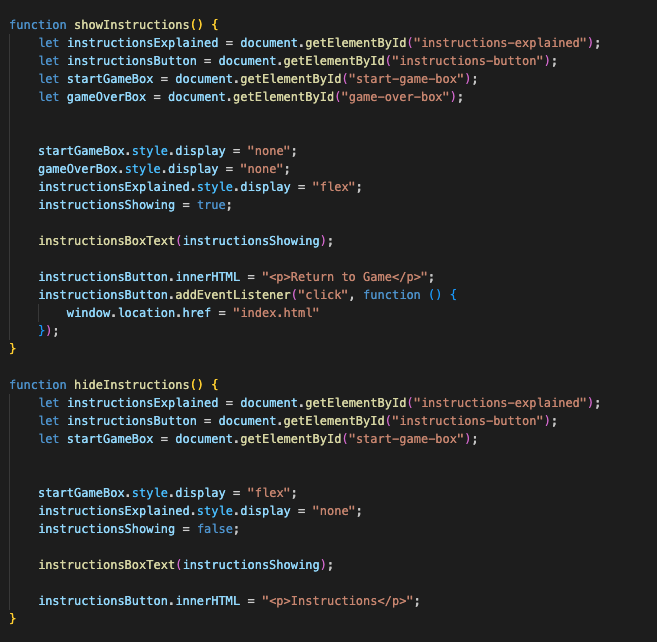 function showInstructions() {
    let instructionsExplained = document.getElementById("instructions-explained");
    let instructionsButton = document.getElementById("instructions-button");
    let startGameBox = document.getElementById("start-game-box");
    let gameOverBox = document.getElementById("game-over-box");
    startGameBox.style.display = "none";
    gameOverBox.style.display = "none";
    instructionsExplained.style.display = "flex";
    instructionsShowing = true;
    instructionsBoxText(instructionsShowing);
    instructionsButton.innerHTML = "<p>Return to Game</p>";
    instructionsButton.addEventListener("click", function () {
        window.location.href = "index.html"
    });
}
function hideInstructions() {
    let instructionsExplained = document.getElementById("instructions-explained");
    let instructionsButton = document.getElementById("instructions-button");
    let startGameBox = document.getElementById("start-game-box");
    startGameBox.style.display = "flex";
    instructionsExplained.style.display = "none";
    instructionsShowing = false;
    instructionsBoxText(instructionsShowing);
    instructionsButton.innerHTML = "<p>Instructions</p>";
}